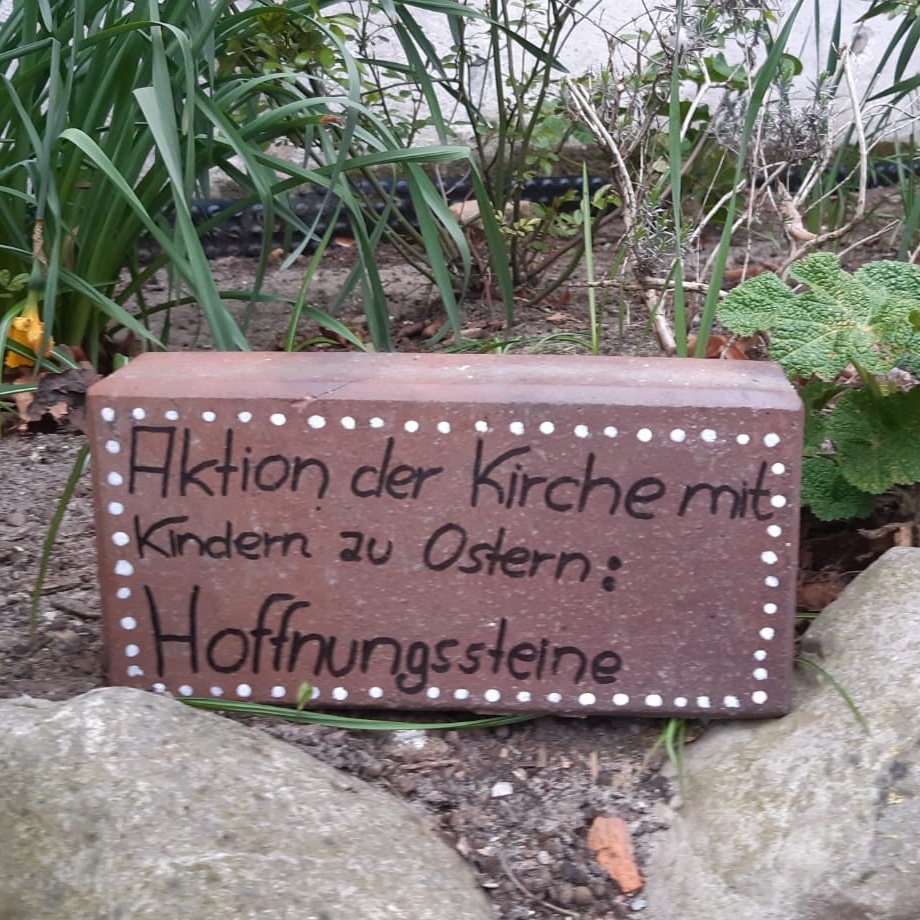 Aktion der Kirche mit
Kindern zu Ostern:
Hoffnungssteine